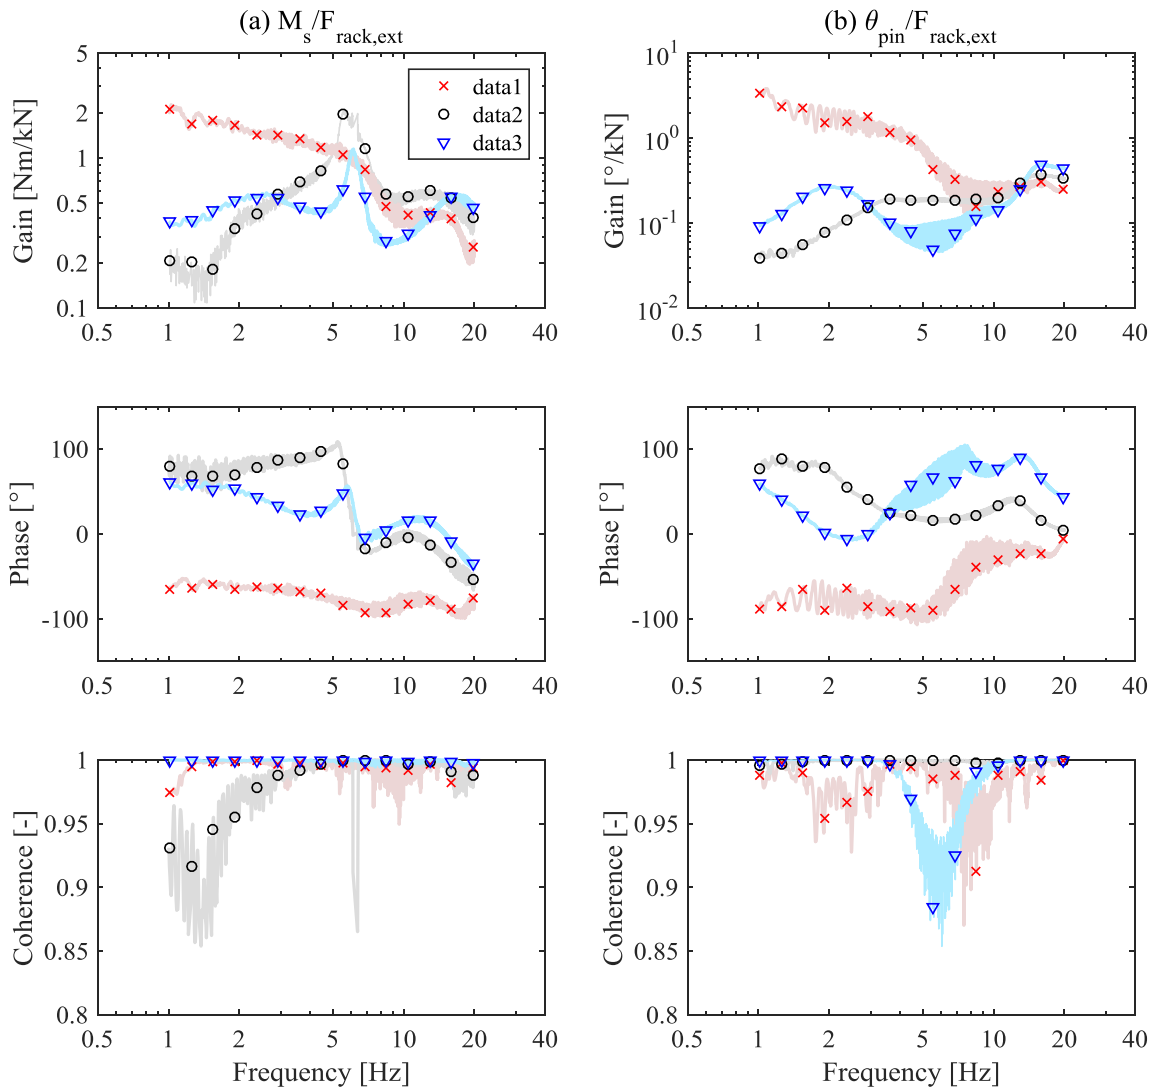 (a) M_s/F_rack,ext
5
2
1
0.5
0.2
0.1
Gain [Nm/kN]
data1
data2
data3
0.5 1 2 5 10 20 40
(b) θ_pin/F_rack,ext
10^1
10^0
10^-1
10^-2
Gain [°/kN]
0.5 1 2 5 10 20 40
100
0
-100
Phase [°]
0.5 1 2 5 10 20 40
100
0
-100
Phase [°]
0.5 1 2 5 10 20 40
1
0.95
0.9
0.85
0.8
Coherence [-]
0.5 1 2 5 10 20 40
Frequency [Hz]
1
0.95
0.9
0.85
0.8
Coherence [-]
0.5 1 2 5 10 20 40
Frequency [Hz]